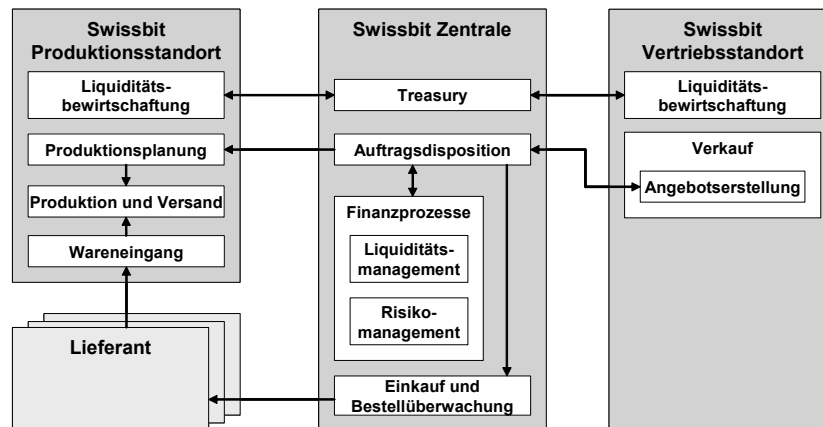 Swissbit
Produktionsstandort
Liquiditäts-
bewirtschaftung
Produktionsplanung
Produktion und Versand
Wareneingang
Lieferant
Swissbit Zentrale
Treasury
Auftragsdisposition
Finanzprozesse
Liquiditäts-
management
Risiko-
management
Einkauf und
Bestellüberwachung
Swissbit
Vertriebsstandort
Liquiditäts-
bewirtschaftung
Verkauf
Angebotserstellung